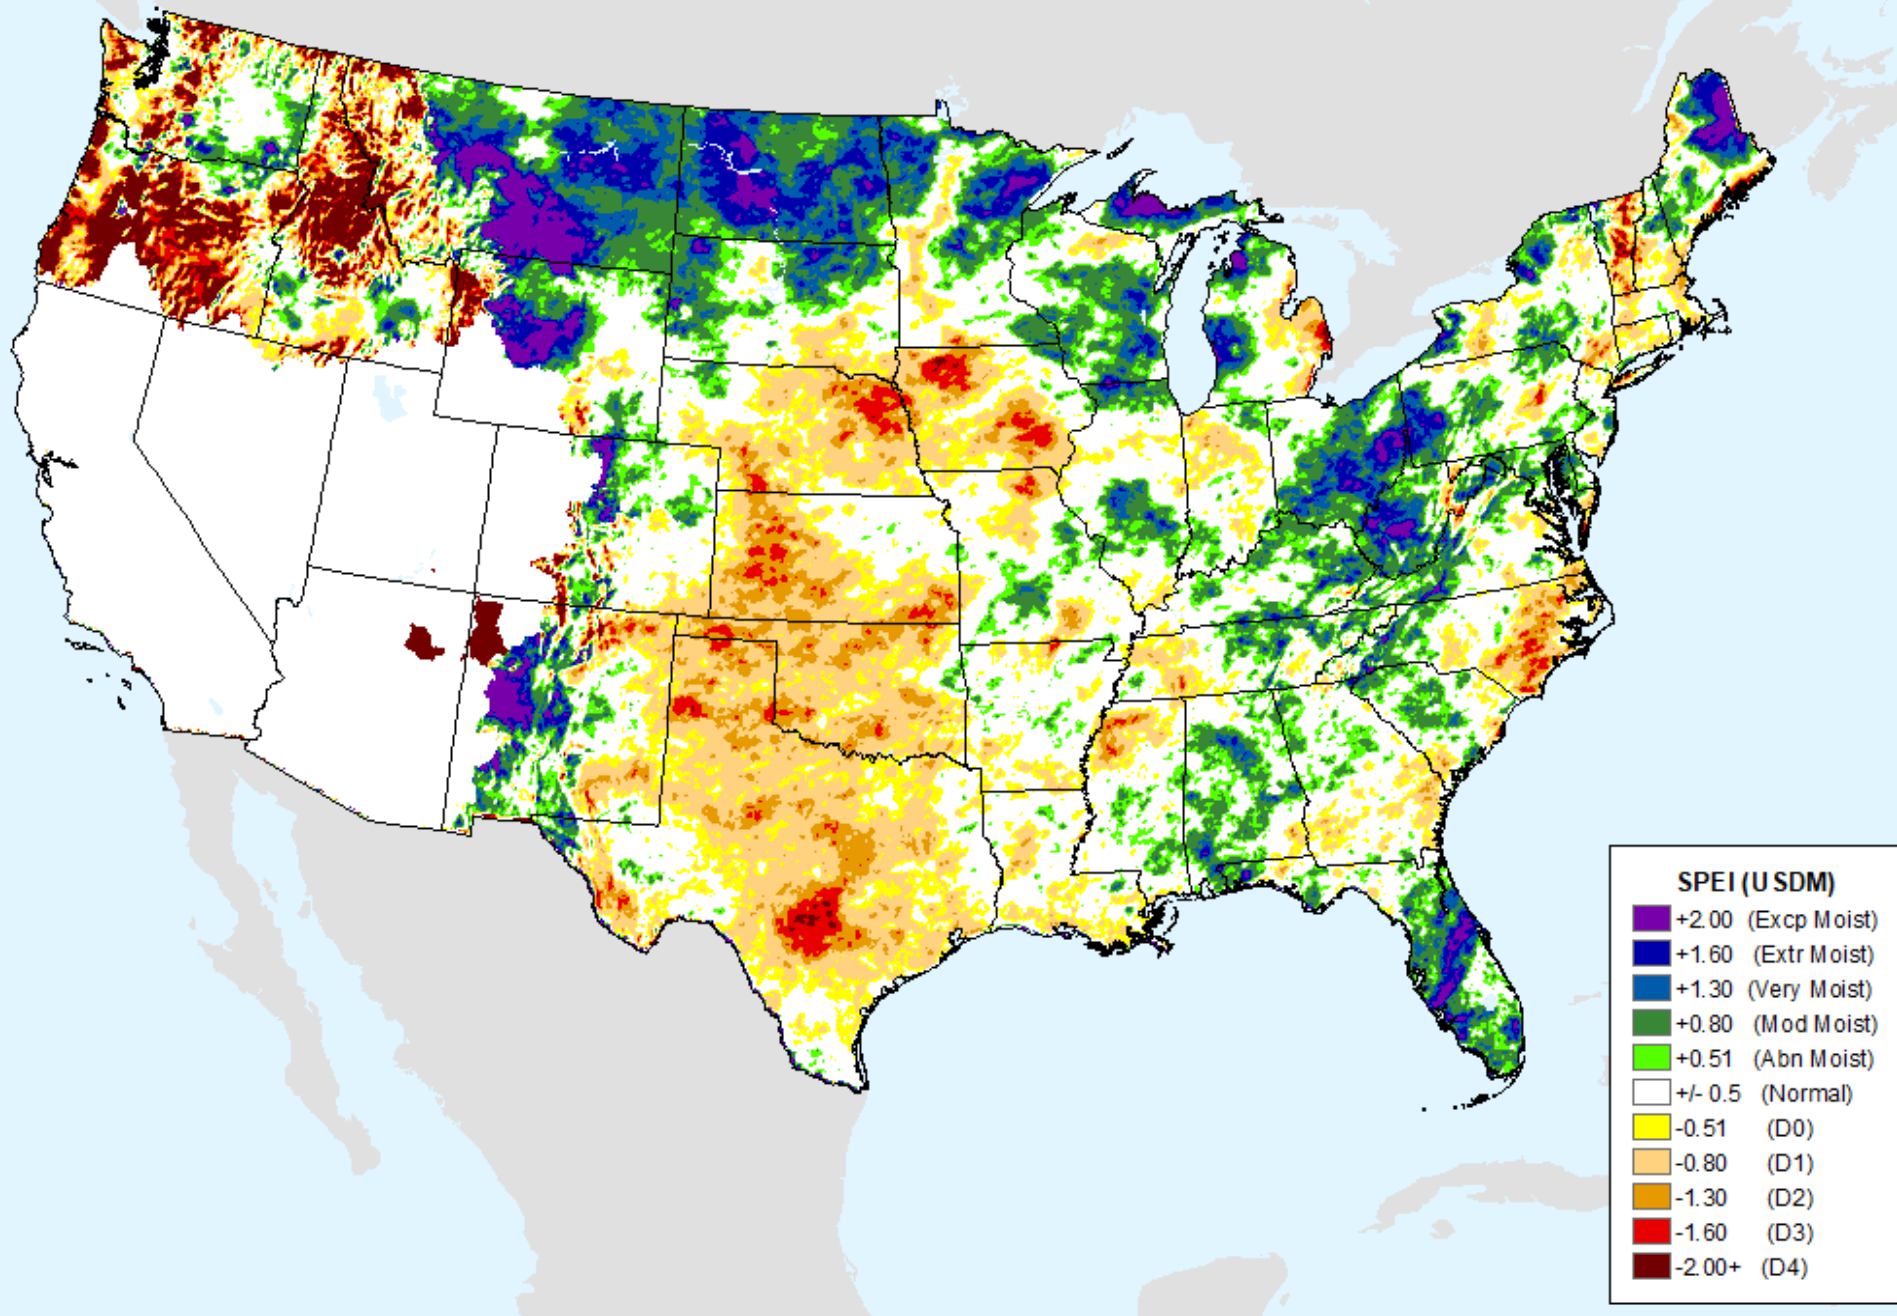 SPEI (USDM)
+2.00 (Excp Moist)
+1.60 (Extr Moist)
+1.30 (Very Moist)
+0.80 (Mod Moist)
+0.51 (Abn Moist)
+/- 0.5 (Normal)
-0.51 (D0)
-0.80 (D1)
-1.30 (D2)
-1.60 (D3)
-2.00+ (D4)